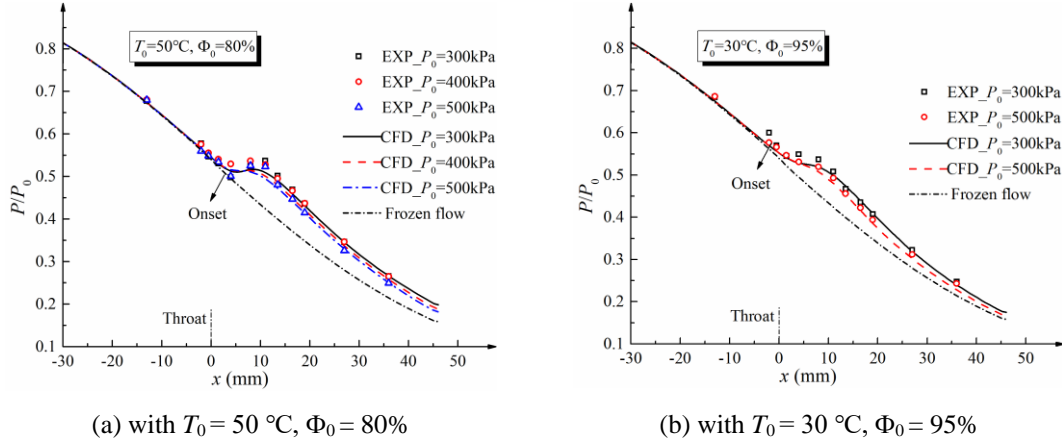 T₀=50℃, Φ₀=80%
EXP_P₀=300kPa
EXP_P₀=400kPa
EXP_P₀=500kPa
CFD_P₀=300kPa
CFD_P₀=400kPa
CFD_P₀=500kPa
Frozen flow
Onset
Throat
P/P₀
0.8
0.7
0.6
0.5
0.4
0.3
0.2
0.1
-30 -20 -10 0 10 20 30 40 50
x (mm)
(a) with T₀ = 50 ℃, Φ₀ = 80%
T₀=30℃, Φ₀=95%
EXP_P₀=300kPa
EXP_P₀=500kPa
CFD_P₀=300kPa
CFD_P₀=500kPa
Frozen flow
Onset
Throat
P/P₀
0.8
0.7
0.6
0.5
0.4
0.3
0.2
0.1
-30 -20 -10 0 10 20 30 40 50
x (mm)
(b) with T₀ = 30 ℃, Φ₀ = 95%